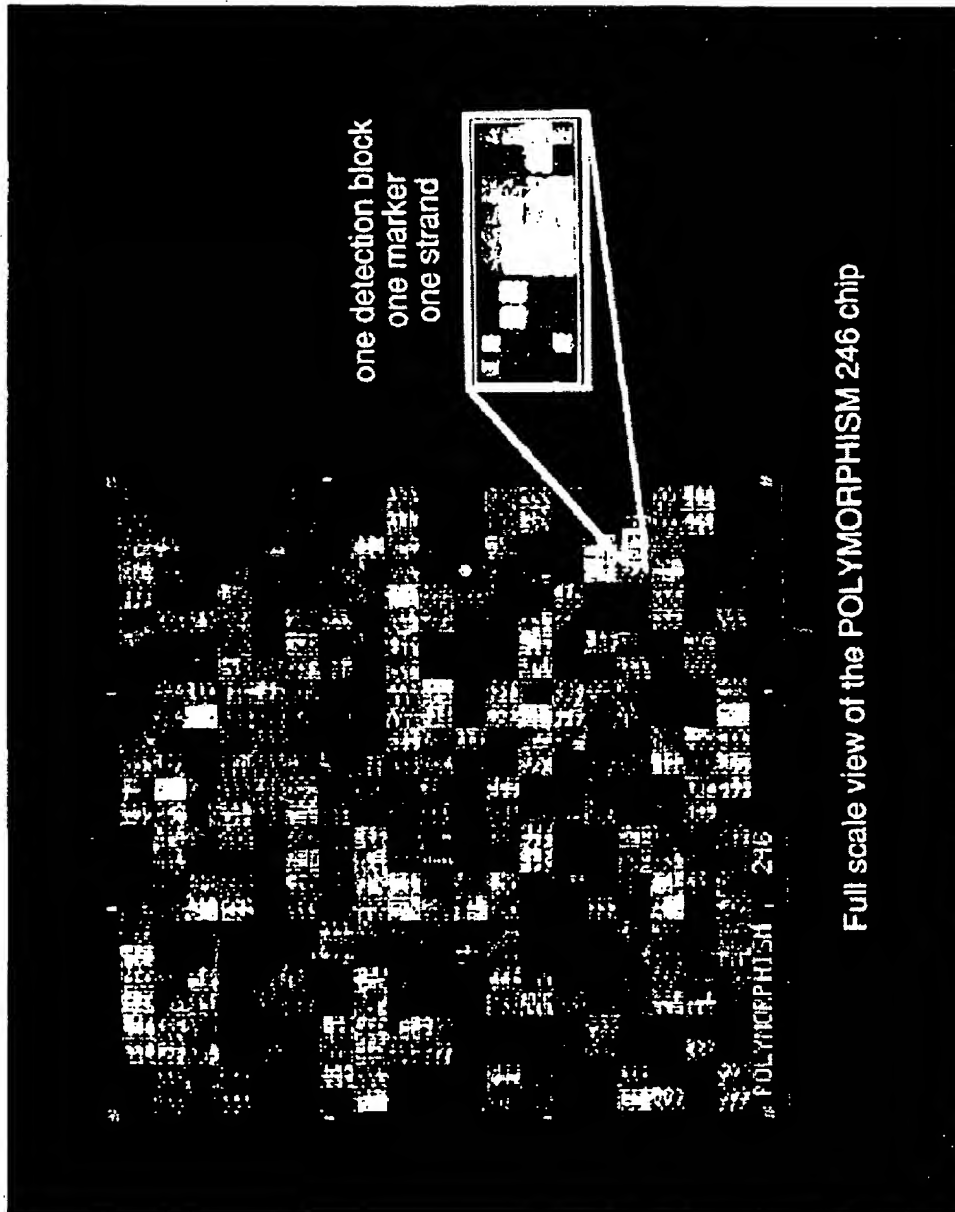 one detection block
one marker
one strand
POLYMORPHISM 246
Full scale view of the POLYMORPHISM 246 chip